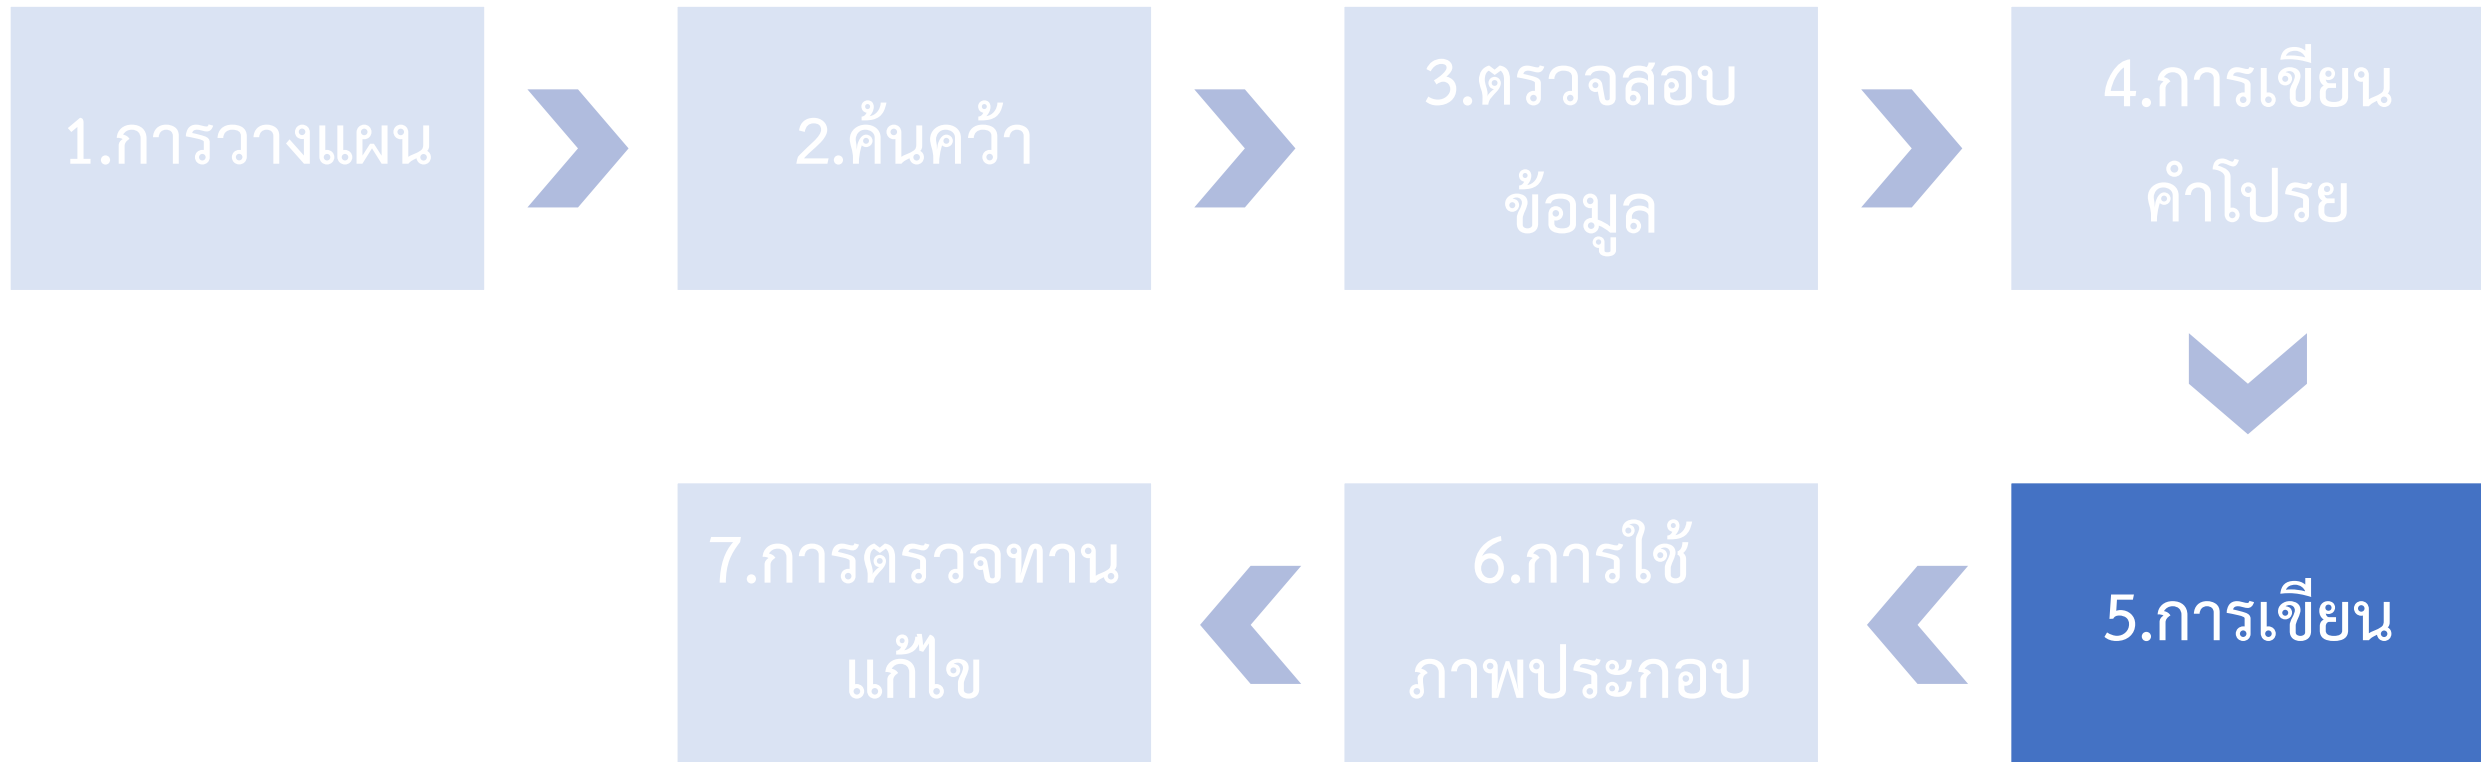 1.การวางแผน
2.ค้นคว้า
3.ตรวจสอบ
ข้อมูล
4.การเขียน
คำโปรย
5.การเขียน
6.การใช้
ภาพประกอบ
7.การตรวจทาน
แก้ไข